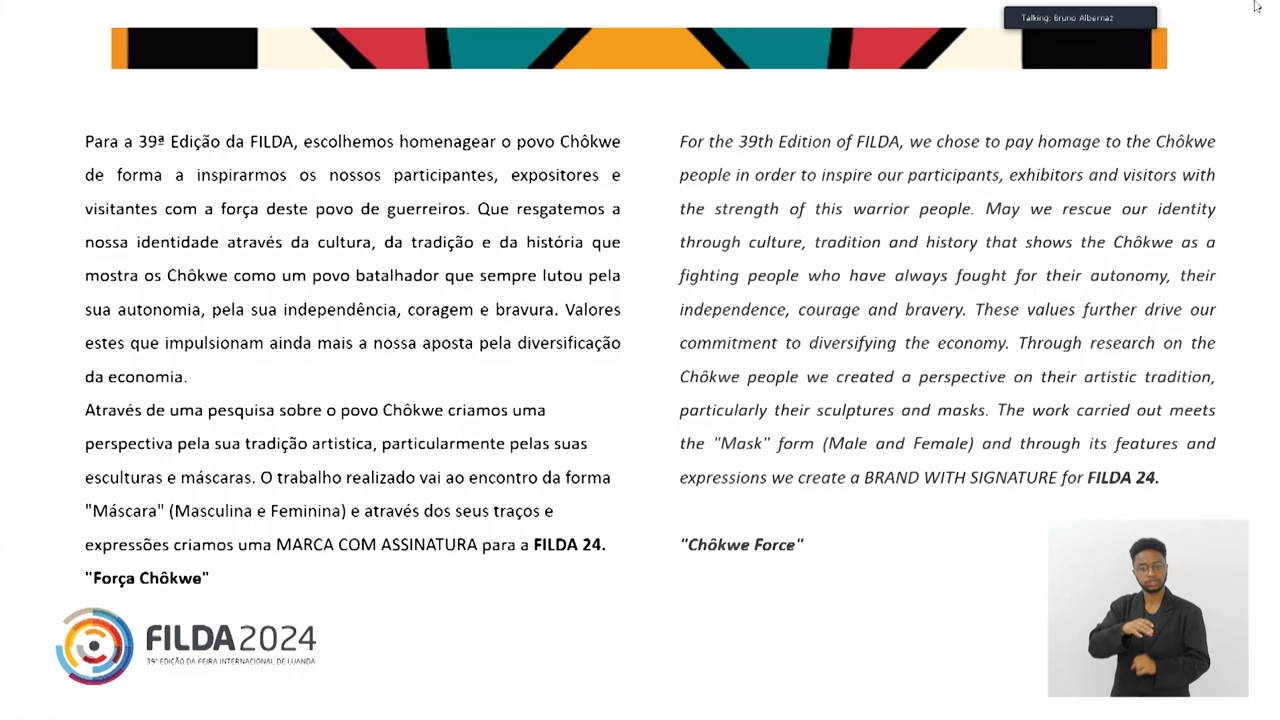 Talking: Bruno Albernaz
Para a 39ª Edição da FILDA, escolhemos homenagear o povo Chôkwe
de forma a inspirarmos os nossos participantes, expositores e
visitantes com a força deste povo de guerreiros. Que resgatemos a
nossa identidade através da cultura, da tradição e da história que
mostra os Chôkwe como um povo batalhador que sempre lutou pela
sua autonomia, pela sua independência, coragem e bravura. Valores
estes que impulsionam ainda mais a nossa aposta pela diversificação
da economia.
Através de uma pesquisa sobre o povo Chôkwe criamos uma
perspectiva pela sua tradição artistica, particularmente pelas suas
esculturas e máscaras. O trabalho realizado vai ao encontro da forma
"Máscara" (Masculina e Feminina) e através dos seus traços e
expressões criamos uma MARCA COM ASSINATURA para a FILDA 24.
"Força Chôkwe"
For the 39th Edition of FILDA, we chose to pay homage to the Chôkwe
people in order to inspire our participants, exhibitors and visitors with
the strength of this warrior people. May we rescue our identity
through culture, tradition and history that shows the Chôkwe as a
fighting people who have always fought for their autonomy, their
independence, courage and bravery. These values further drive our
commitment to diversifying the economy. Through research on the
Chôkwe people we created a perspective on their artistic tradition,
particularly their sculptures and masks. The work carried out meets
the "Mask" form (Male and Female) and through its features and
expressions we create a BRAND WITH SIGNATURE for FILDA 24.
"Chôkwe Force"
FILDA 2024
39ª EDIÇÃO DA FEIRA INTERNACIONAL DE LUANDA